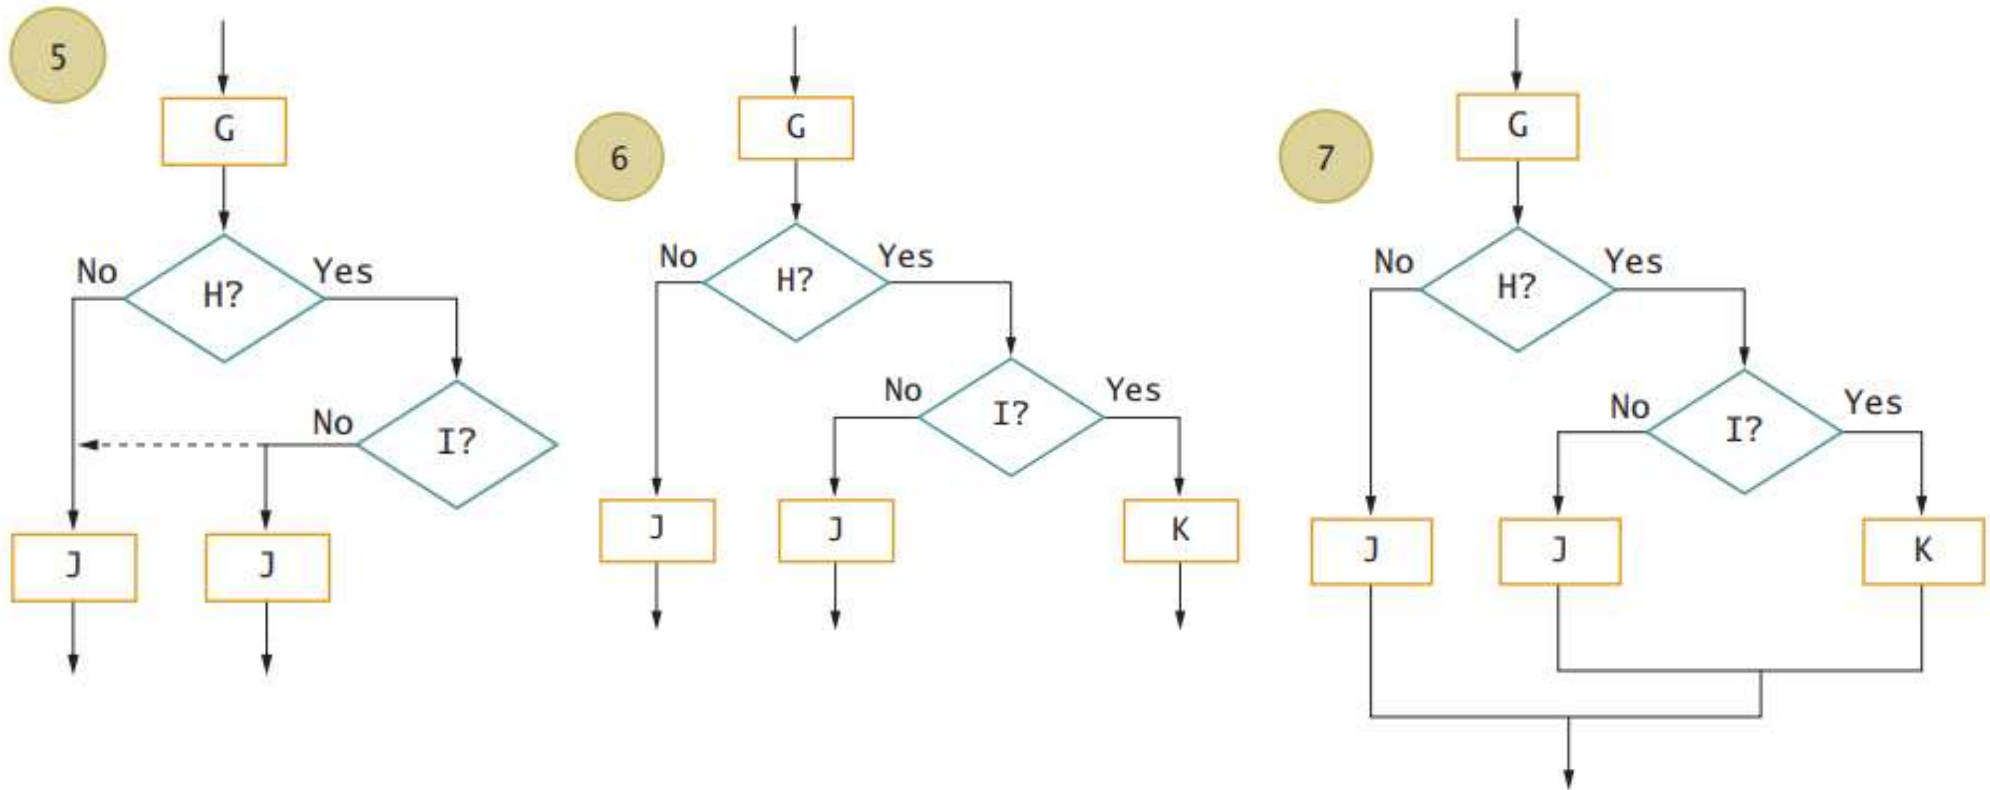 5
G
No
H?
Yes
No
I?
J
J
6
G
No
H?
Yes
No
I?
Yes
J
J
K
7
G
No
H?
Yes
No
I?
Yes
J
J
K